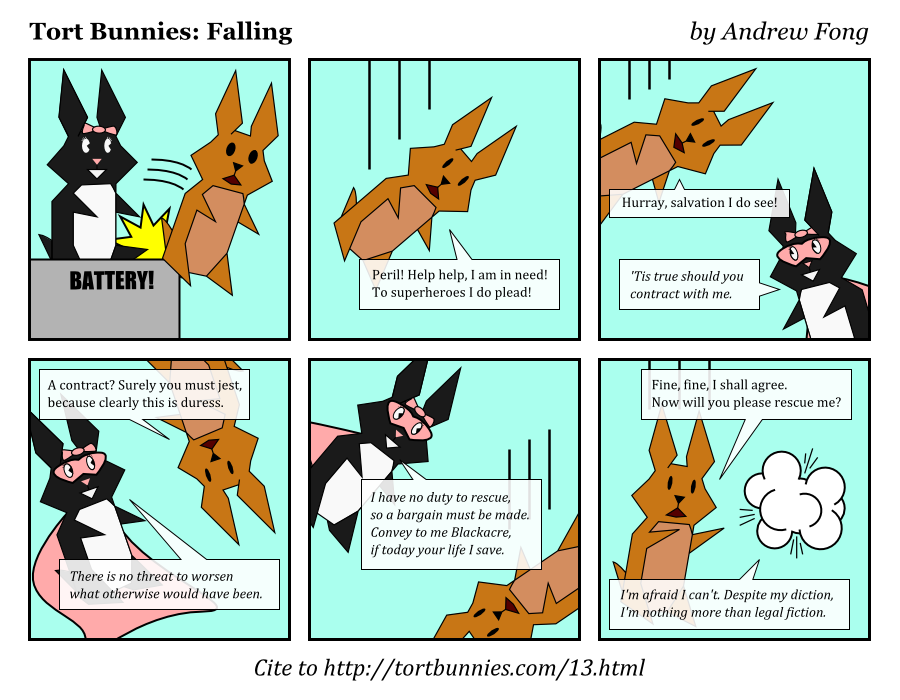 Tort Bunnies: Falling
by Andrew Fong
BATTERY!
Peril! Help help, I am in need!
To superheroes I do plead!
Hurray, salvation I do see!
'Tis true should you
contract with me.
A contract? Surely you must jest,
because clearly this is duress.
There is no threat to worsen
what otherwise would have been.
I have no duty to rescue,
so a bargain must be made.
Convey to me Blackacre,
if today your life I save.
Fine, fine, I shall agree.
Now will you please rescue me?
I'm afraid I can't. Despite my diction,
I'm nothing more than legal fiction.
Cite to http://tortbunnies.com/13.html